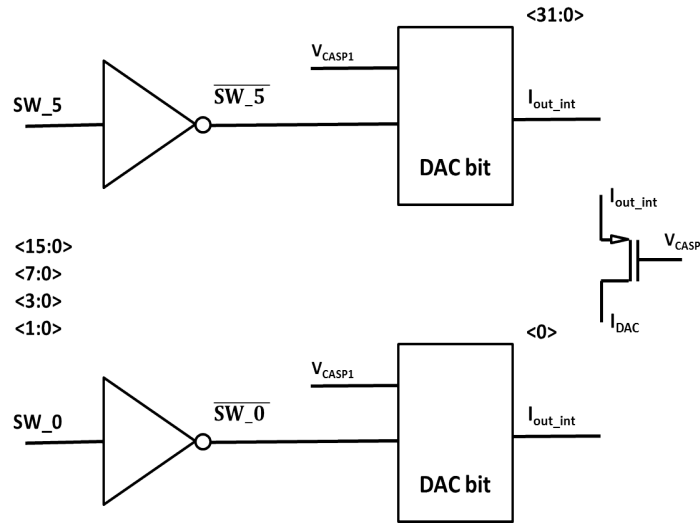 <31:0>
V_CASP1
SW_5
SW_5
I_out_int
DAC bit
I_out_int
<15:0>
V_CASP
<7:0>
<3:0>
<1:0>
I_DAC
<0>
V_CASP1
SW_0
SW_0
I_out_int
DAC bit